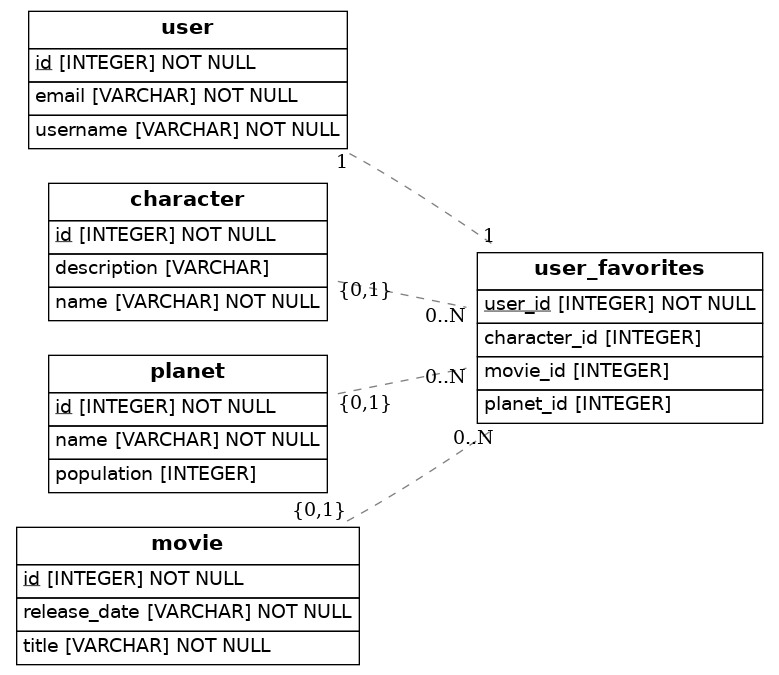 user
id [INTEGER] NOT NULL
email [VARCHAR] NOT NULL
username [VARCHAR] NOT NULL
1
1
character
id [INTEGER] NOT NULL
description [VARCHAR]
name [VARCHAR] NOT NULL
{0,1}
0..N
user_favorites
user_id [INTEGER] NOT NULL
character_id [INTEGER]
movie_id [INTEGER]
planet_id [INTEGER]
planet
id [INTEGER] NOT NULL
name [VARCHAR] NOT NULL
population [INTEGER]
{0,1}
0..N
0..N
{0,1}
movie
id [INTEGER] NOT NULL
release_date [VARCHAR] NOT NULL
title [VARCHAR] NOT NULL